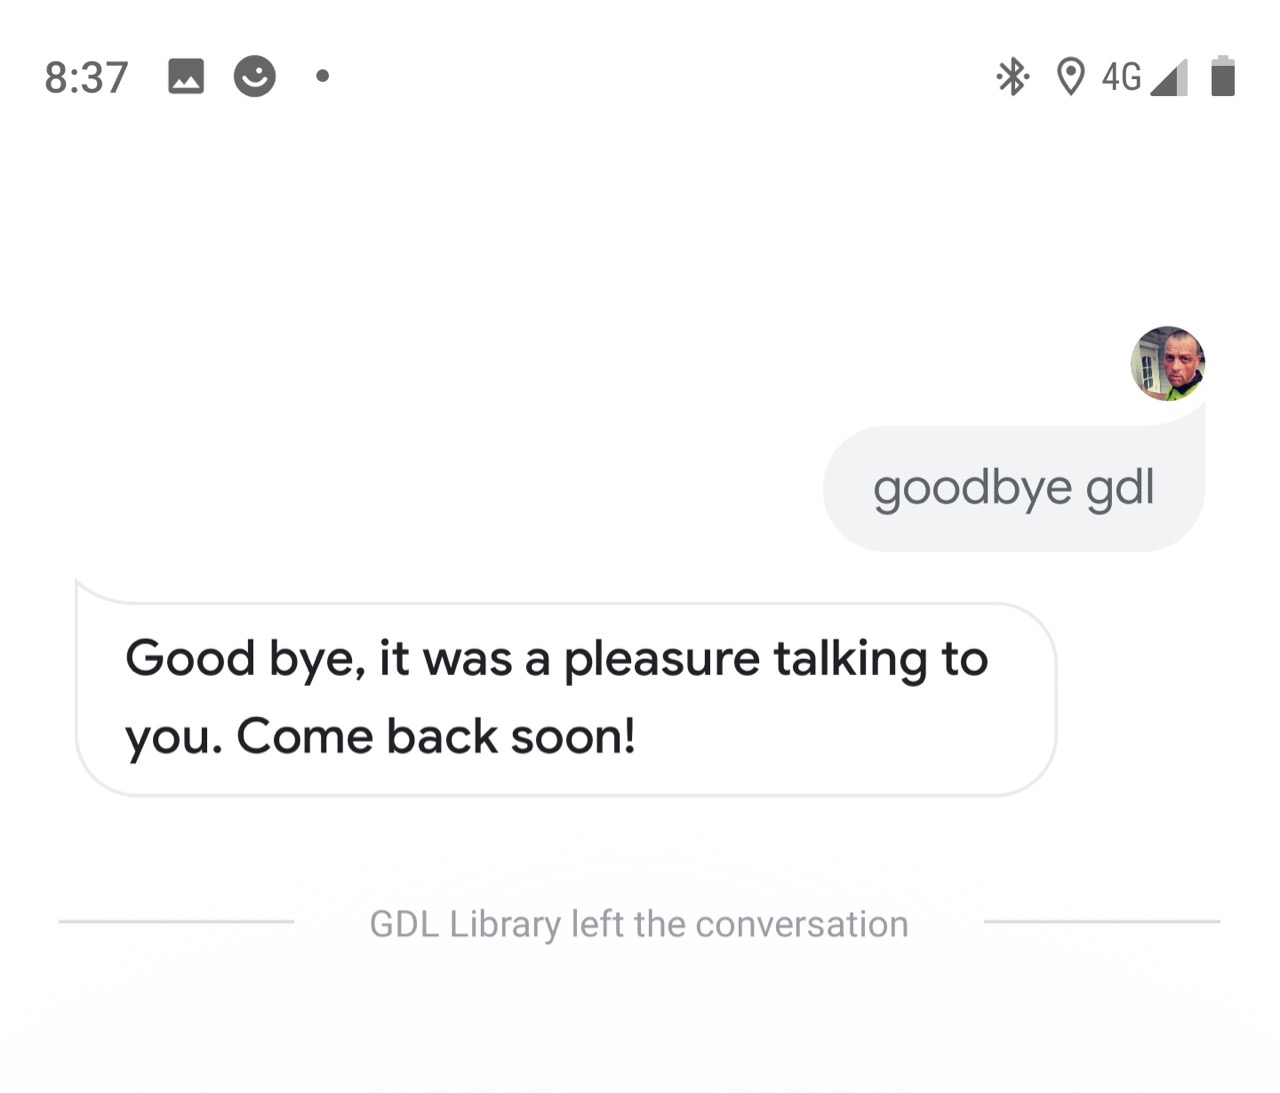 8:37
4G
goodbye gdl
Good bye, it was a pleasure talking to
you. Come back soon!
GDL Library left the conversation